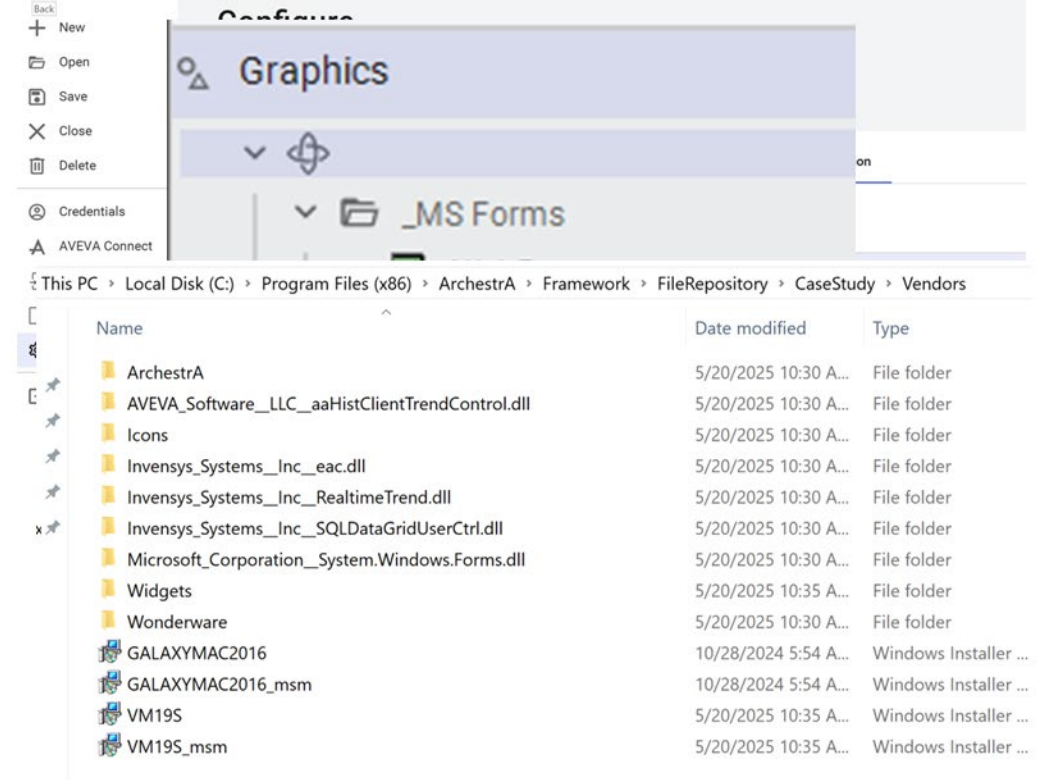 Back
New
Configure
Open
Save
Close
Delete
Credentials
AVEVA Connect
Graphics
_MS Forms
on
This PC › Local Disk (C:) › Program Files (x86) › ArchestrA › Framework › FileRepository › CaseStudy › Vendors
Name Date modified Type
ArchestrA 5/20/2025 10:30 A... File folder
AVEVA_Software__LLC__aaHistClientTrendControl.dll 5/20/2025 10:30 A... File folder
Icons 5/20/2025 10:30 A... File folder
Invensys_Systems__Inc__eac.dll 5/20/2025 10:30 A... File folder
Invensys_Systems__Inc__RealtimeTrend.dll 5/20/2025 10:30 A... File folder
Invensys_Systems__Inc__SQLDataGridUserCtrl.dll 5/20/2025 10:30 A... File folder
Microsoft_Corporation__System.Windows.Forms.dll 5/20/2025 10:30 A... File folder
Widgets 5/20/2025 10:35 A... File folder
Wonderware 5/20/2025 10:30 A... File folder
GALAXYMAC2016 10/28/2024 5:54 A... Windows Installer ...
GALAXYMAC2016_msm 10/28/2024 5:54 A... Windows Installer ...
VM19S 5/20/2025 10:35 A... Windows Installer ...
VM19S_msm 5/20/2025 10:35 A... Windows Installer ...